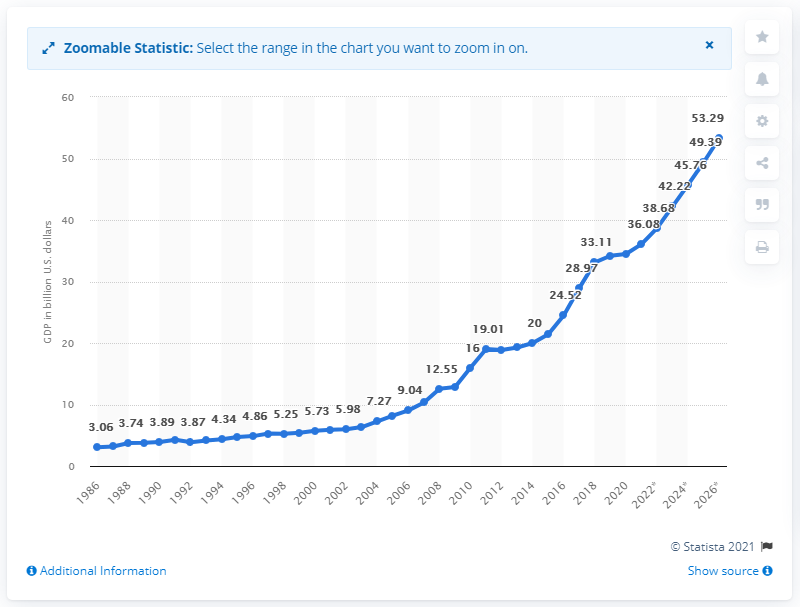 Zoomable Statistic: Select the range in the chart you want to zoom in on. ×
60
50
40
30
20
10
0
GDP in billion U.S. dollars
3.06 3.74 3.89 3.87 4.34 4.86 5.25 5.73 5.98 7.27 9.04 12.55 16 19.01 20 24.52 28.97 33.11 36.08 38.68 42.22 45.76 49.39 53.29
1986 1988 1990 1992 1994 1996 1998 2000 2002 2004 2006 2008 2010 2012 2014 2016 2018 2020 2022* 2024* 2026*
© Statista 2021
Additional Information Show source